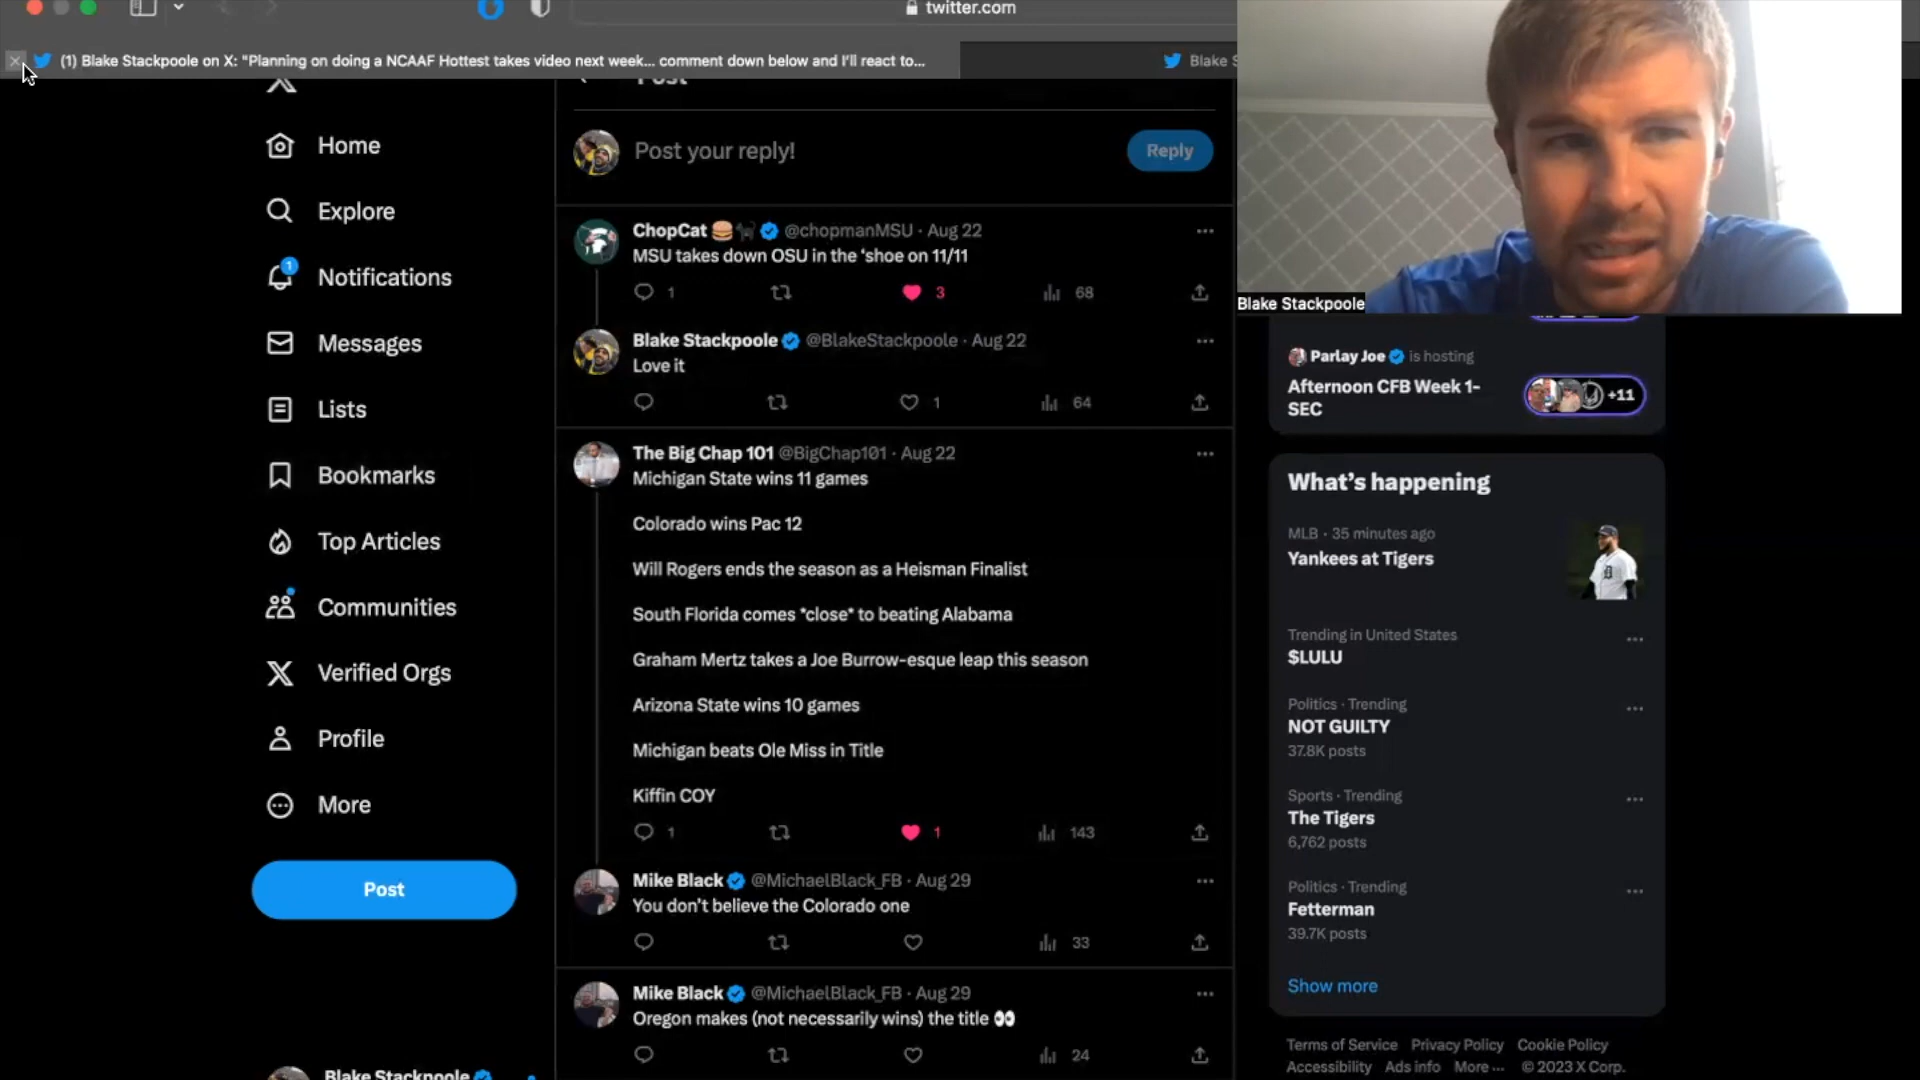 twitter.com
(1) Blake Stackpoole on X: "Planning on doing a NCAAF Hottest takes video next week... comment down below and I'll react to...
Blake S
Post
Home
Explore
1
Notifications
Messages
Lists
Bookmarks
Top Articles
Communities
Verified Orgs
Profile
More
Post
Blake Stackpoole
Post your reply!
Reply
ChopCat 🍔🐈‍⬛ @chopmanMSU · Aug 22
MSU takes down OSU in the 'shoe on 11/11
1 3 68
Blake Stackpoole @BlakeStackpoole · Aug 22
Love it
1 64
The Big Chap 101 @BigChap101 · Aug 22
Michigan State wins 11 games
Colorado wins Pac 12
Will Rogers ends the season as a Heisman Finalist
South Florida comes *close* to beating Alabama
Graham Mertz takes a Joe Burrow-esque leap this season
Arizona State wins 10 games
Michigan beats Ole Miss in Title
Kiffin COY
1 1 143
Mike Black @MichaelBlack_FB · Aug 29
You don't believe the Colorado one
33
Mike Black @MichaelBlack_FB · Aug 29
Oregon makes (not necessarily wins) the title 👀
24
Blake Stackpoole
Parlay Joe is hosting
Afternoon CFB Week 1-
SEC
+11
What's happening
MLB · 35 minutes ago
Yankees at Tigers
Trending in United States
$LULU
Politics · Trending
NOT GUILTY
37.8K posts
Sports · Trending
The Tigers
6,762 posts
Politics · Trending
Fetterman
39.7K posts
Show more
Terms of Service Privacy Policy Cookie Policy
Accessibility Ads info More ··· © 2023 X Corp.